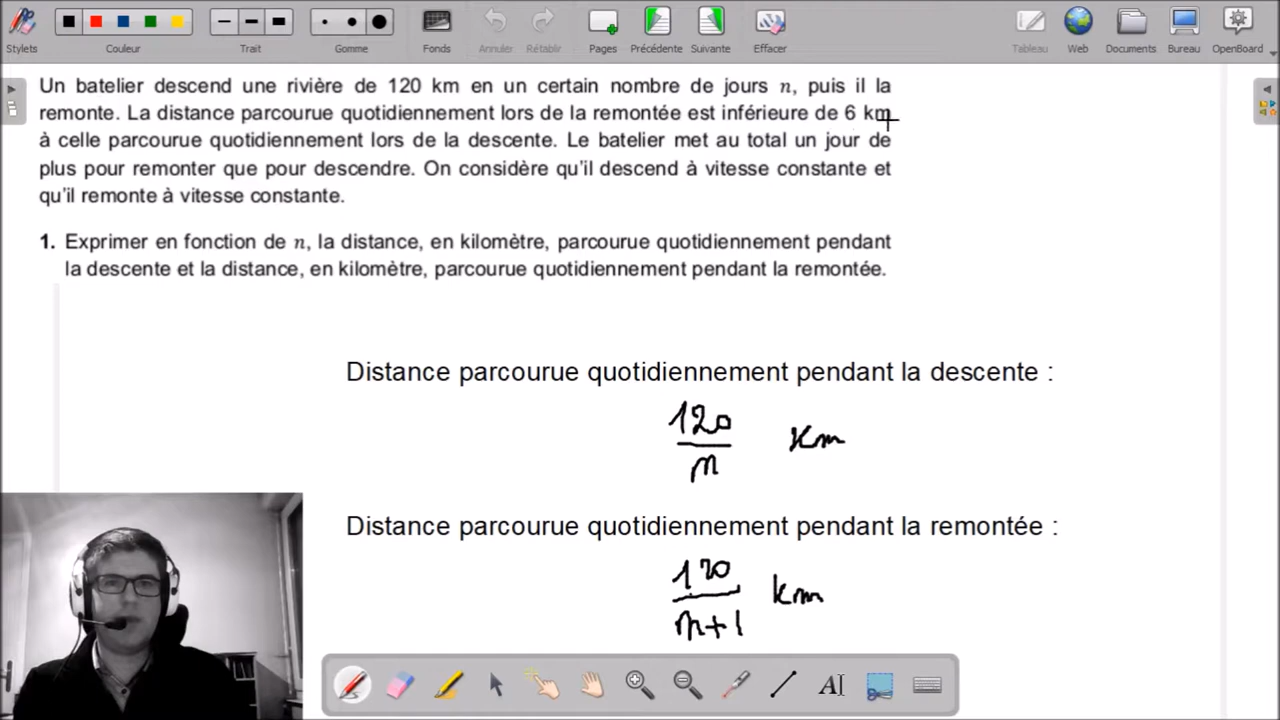 Stylets Couleur Trait Gomme Fonds Annuler Rétablir Pages Précédente Suivante Effacer Tableau Web Documents Bureau OpenBoard
Un batelier descend une rivière de 120 km en un certain nombre de jours n, puis il la
remonte. La distance parcourue quotidiennement lors de la remontée est inférieure de 6 km
à celle parcourue quotidiennement lors de la descente. Le batelier met au total un jour de
plus pour remonter que pour descendre. On considère qu'il descend à vitesse constante et
qu'il remonte à vitesse constante.
1. Exprimer en fonction de n, la distance, en kilomètre, parcourue quotidiennement pendant
la descente et la distance, en kilomètre, parcourue quotidiennement pendant la remontée.
Distance parcourue quotidiennement pendant la descente :
120
km
n
Distance parcourue quotidiennement pendant la remontée :
120
km
n+1
AI